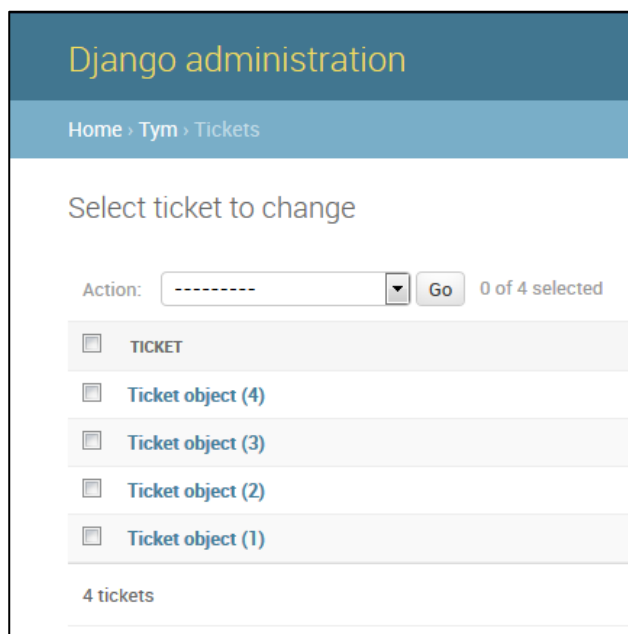 Django administration
Home › Tym › Tickets
Select ticket to change
Action: --------- Go 0 of 4 selected
TICKET
Ticket object (4)
Ticket object (3)
Ticket object (2)
Ticket object (1)
4 tickets